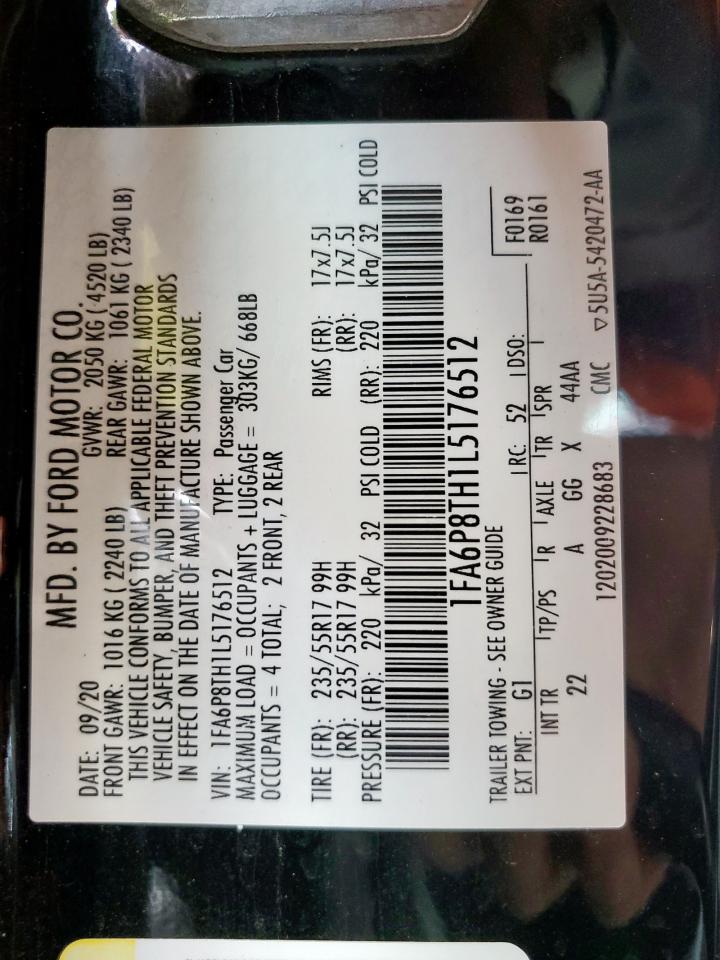 MFD. BY FORD MOTOR CO.
DATE: 09/20 GVWR: 2050 KG ( 4520 LB)
FRONT GAWR: 1016 KG ( 2240 LB) REAR GAWR: 1061 KG ( 2340 LB)
THIS VEHICLE CONFORMS TO ALL APPLICABLE FEDERAL MOTOR
VEHICLE SAFETY, BUMPER, AND THEFT PREVENTION STANDARDS
IN EFFECT ON THE DATE OF MANUFACTURE SHOWN ABOVE.
VIN: 1FA6P8TH1L5176512 TYPE: Passenger Car
MAXIMUM LOAD = OCCUPANTS + LUGGAGE = 303KG/ 668LB
OCCUPANTS = 4 TOTAL; 2 FRONT, 2 REAR
TIRE (FR): 235/55R17 99H RIMS (FR): 17x7.5J
(RR): 235/55R17 99H (RR): 17x7.5J
PRESSURE (FR): 220 kPa/ 32 PSI COLD (RR): 220 kPa/ 32 PSI COLD
1FA6P8TH1L5176512
TRAILER TOWING - SEE OWNER GUIDE F0169
EXT PNT: G1 RC: 52 DSO: R0161
INT TR TP/PS R AXLE TR SPR
22 A GG X 44AA
1202009228683 CMC ▽5U5A-5420472-AA